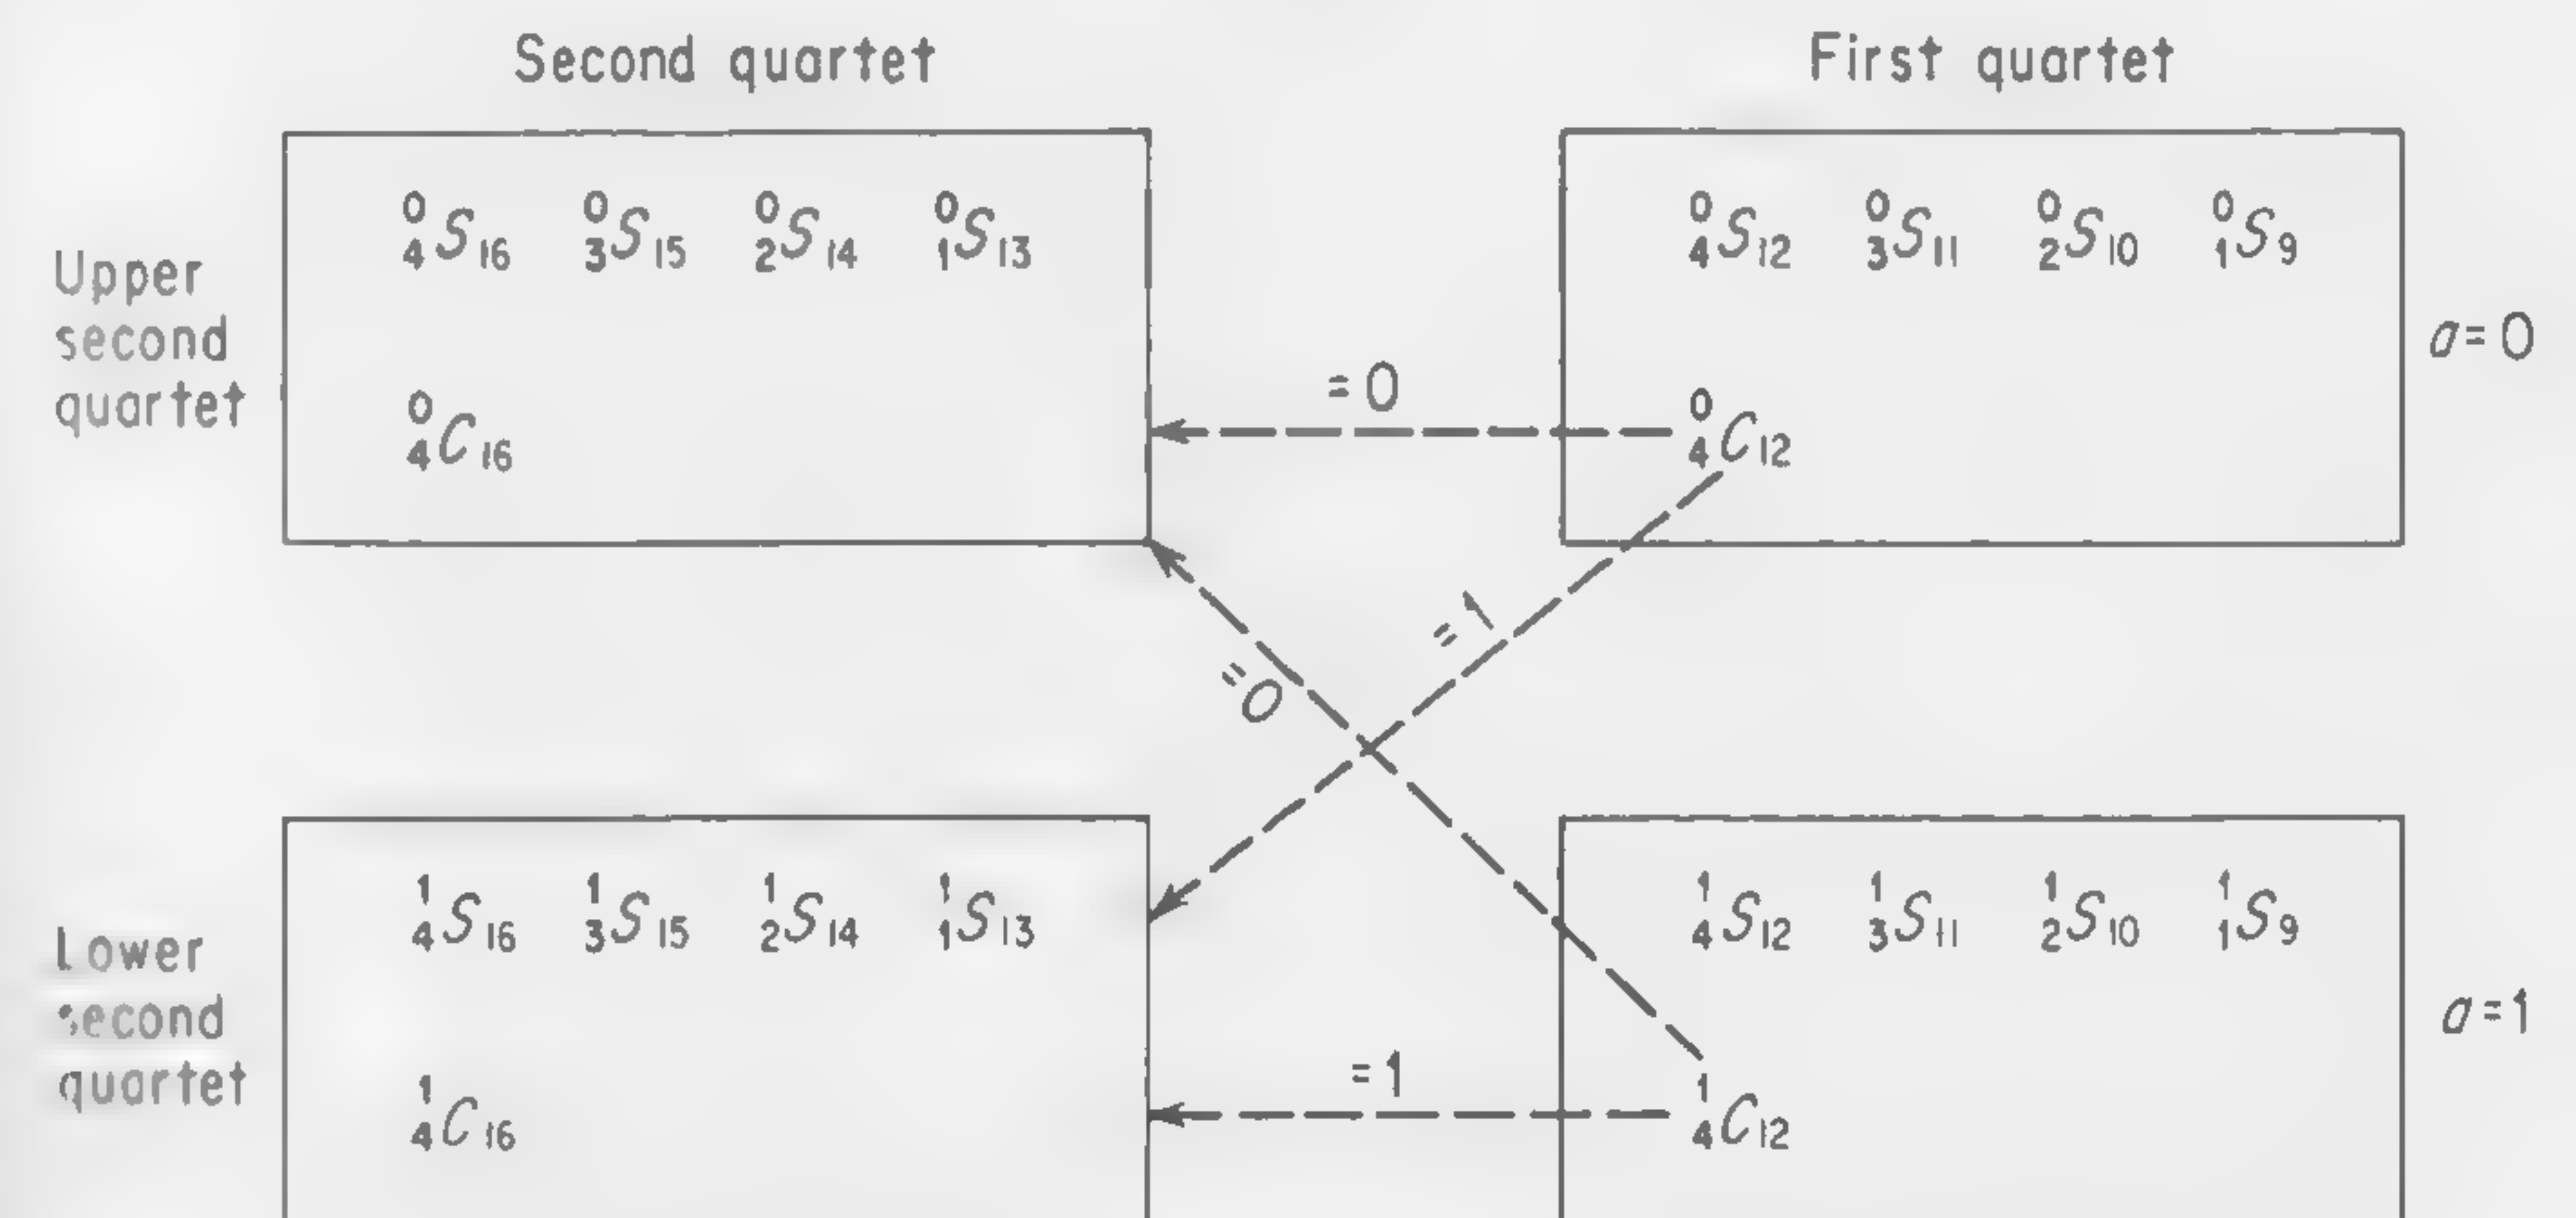 Second quartet
First quartet
Upper
second
quartet
⁰₄S₁₆ ⁰₃S₁₅ ⁰₂S₁₄ ⁰₁S₁₃
⁰₄C₁₆
= 0
⁰₄S₁₂ ⁰₃S₁₁ ⁰₂S₁₀ ⁰₁S₉
⁰₄C₁₂
a = 0
= 1
= 0
Lower
second
quartet
¹₄S₁₆ ¹₃S₁₅ ¹₂S₁₄ ¹₁S₁₃
¹₄C₁₆
= 1
¹₄S₁₂ ¹₃S₁₁ ¹₂S₁₀ ¹₁S₉
¹₄C₁₂
a = 1